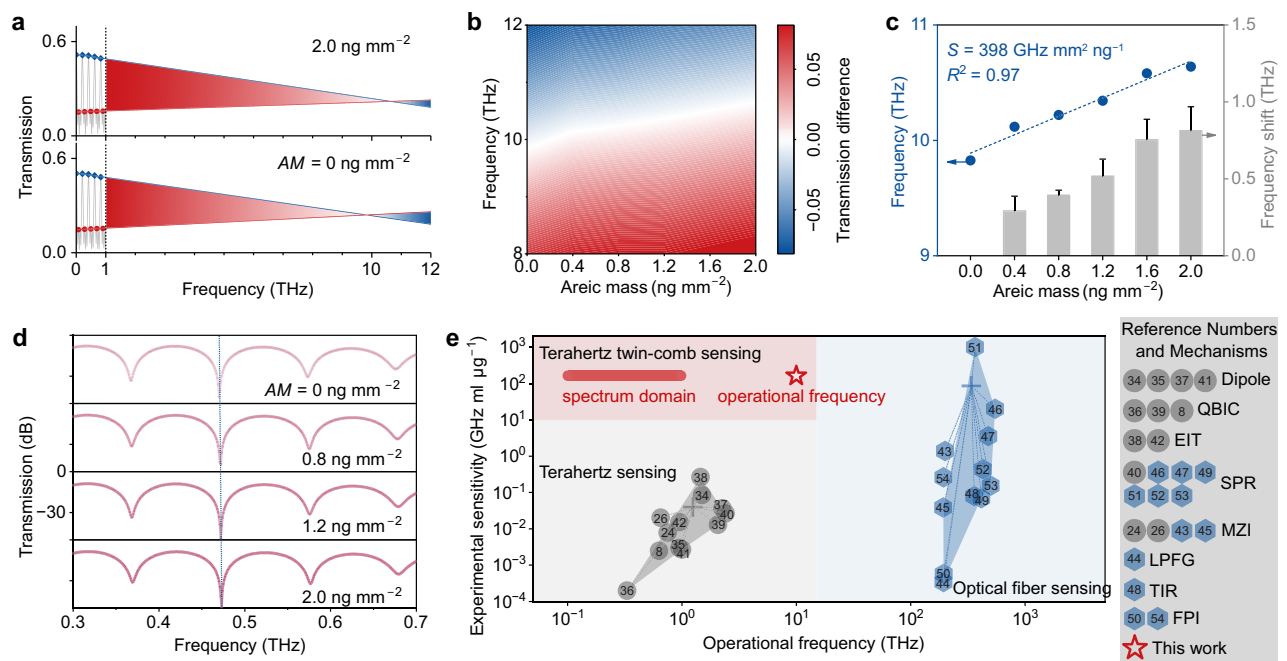 a
0.6
2.0 ng mm⁻²
0.0
0.6
AM = 0 ng mm⁻²
0.0
Transmission
0 1 10 12
Frequency (THz)
b
12
10
8
Frequency (THz)
0.0 0.4 0.8 1.2 1.6 2.0
Areic mass (ng mm⁻²)
0.05
0.00
−0.05
Transmission difference
c
11
10
9
Frequency (THz)
S = 398 GHz mm² ng⁻¹
R² = 0.97
1.5
1.0
0.5
0.0
Frequency shift (THz)
0.0 0.4 0.8 1.2 1.6 2.0
Areic mass (ng mm⁻²)
d
AM = 0 ng mm⁻²
0.8 ng mm⁻²
0
1.2 ng mm⁻²
−30
2.0 ng mm⁻²
Transmission (dB)
0.3 0.4 0.5 0.6 0.7
Frequency (THz)
e
10³
10²
10¹
10⁰
10⁻¹
10⁻²
10⁻³
10⁻⁴
Experimental sensitivity (GHz ml μg⁻¹)
Terahertz twin-comb sensing
spectrum domain
operational frequency
Terahertz sensing
38
34
37
40
39
26
42
24
35
41
8
36
51
46
47
43
52
54
53
48
49
45
50
44
Optical fiber sensing
10⁻¹ 10⁰ 10¹ 10² 10³
Operational frequency (THz)
Reference Numbers
and Mechanisms
34 35 37 41 Dipole
36 39 8 QBIC
38 42 EIT
40 46 47 49
SPR
51 52 53
24 26 43 45 MZI
44 LPFG
48 TIR
50 54 FPI
This work